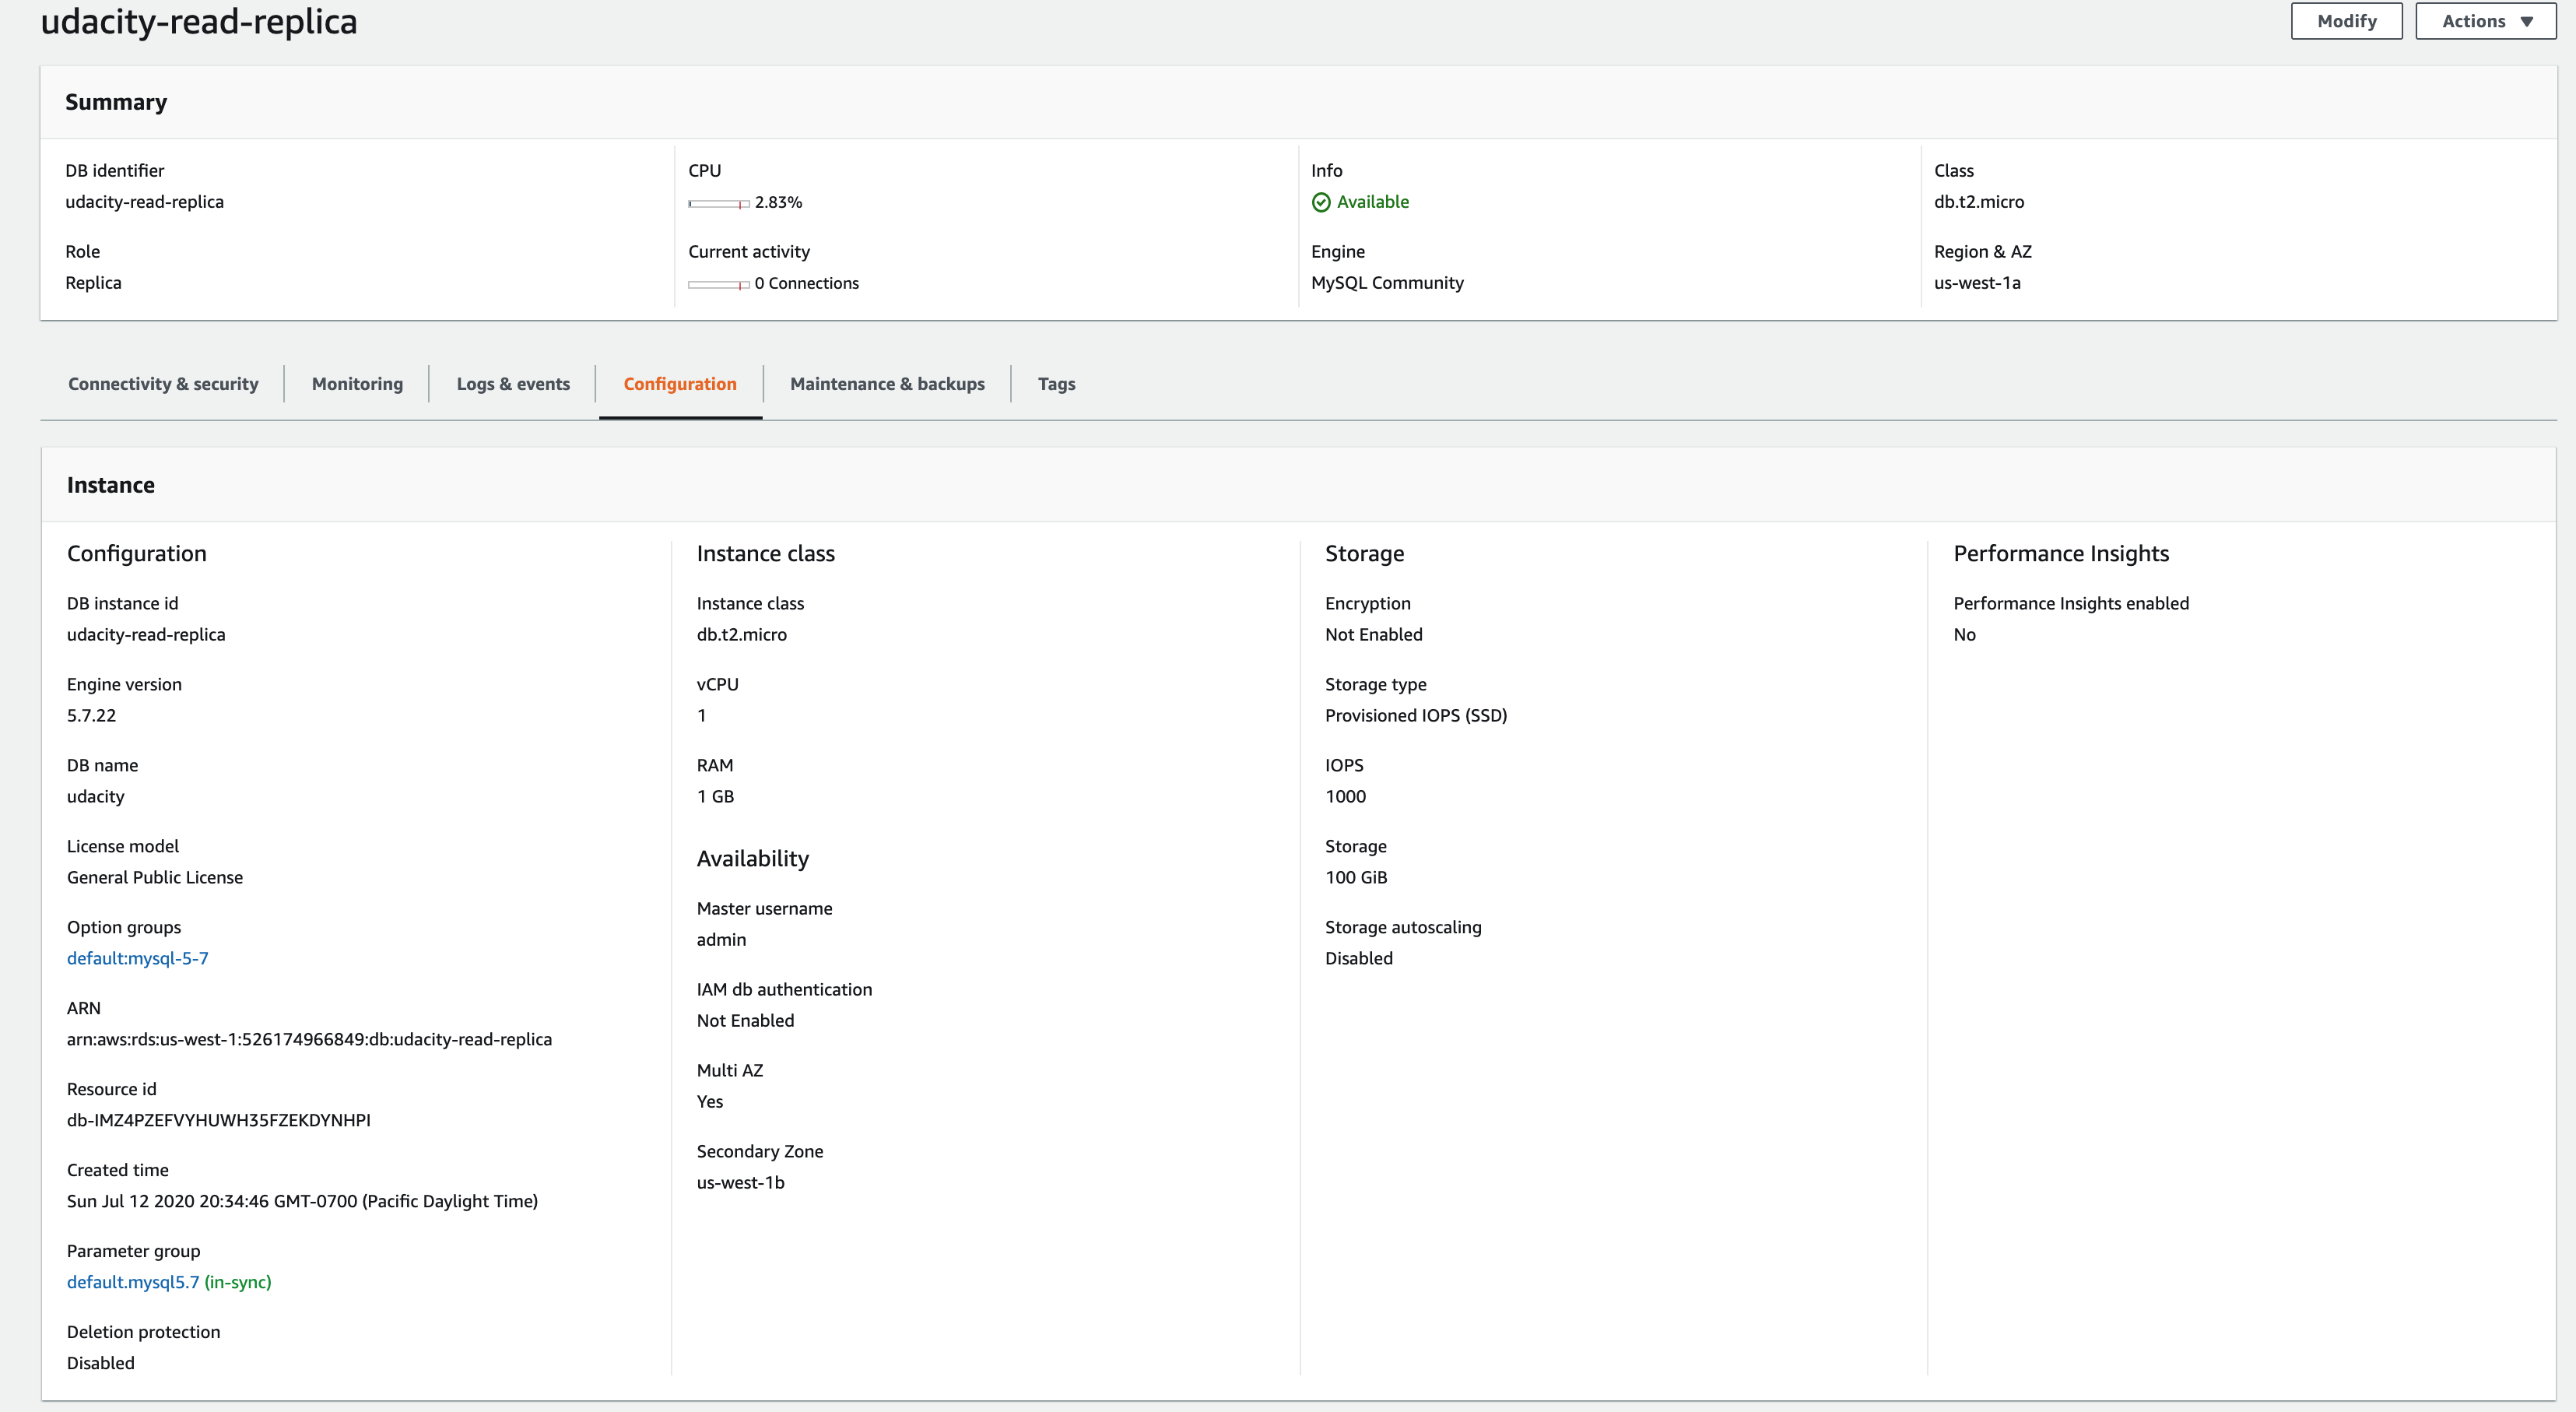 udacity-read-replica
Modify
Actions
Summary
DB identifier
udacity-read-replica
Role
Replica
CPU
2.83%
Current activity
0 Connections
Info
Available
Engine
MySQL Community
Class
db.t2.micro
Region & AZ
us-west-1a
Connectivity & security
Monitoring
Logs & events
Configuration
Maintenance & backups
Tags
Instance
Configuration
DB instance id
udacity-read-replica
Engine version
5.7.22
DB name
udacity
License model
General Public License
Option groups
default:mysql-5-7
ARN
arn:aws:rds:us-west-1:526174966849:db:udacity-read-replica
Resource id
db-IMZ4PZEFVYHUWH35FZEKDYNHPI
Created time
Sun Jul 12 2020 20:34:46 GMT-0700 (Pacific Daylight Time)
Parameter group
default.mysql5.7 (in-sync)
Deletion protection
Disabled
Instance class
Instance class
db.t2.micro
vCPU
1
RAM
1 GB
Availability
Master username
admin
IAM db authentication
Not Enabled
Multi AZ
Yes
Secondary Zone
us-west-1b
Storage
Encryption
Not Enabled
Storage type
Provisioned IOPS (SSD)
IOPS
1000
Storage
100 GiB
Storage autoscaling
Disabled
Performance Insights
Performance Insights enabled
No